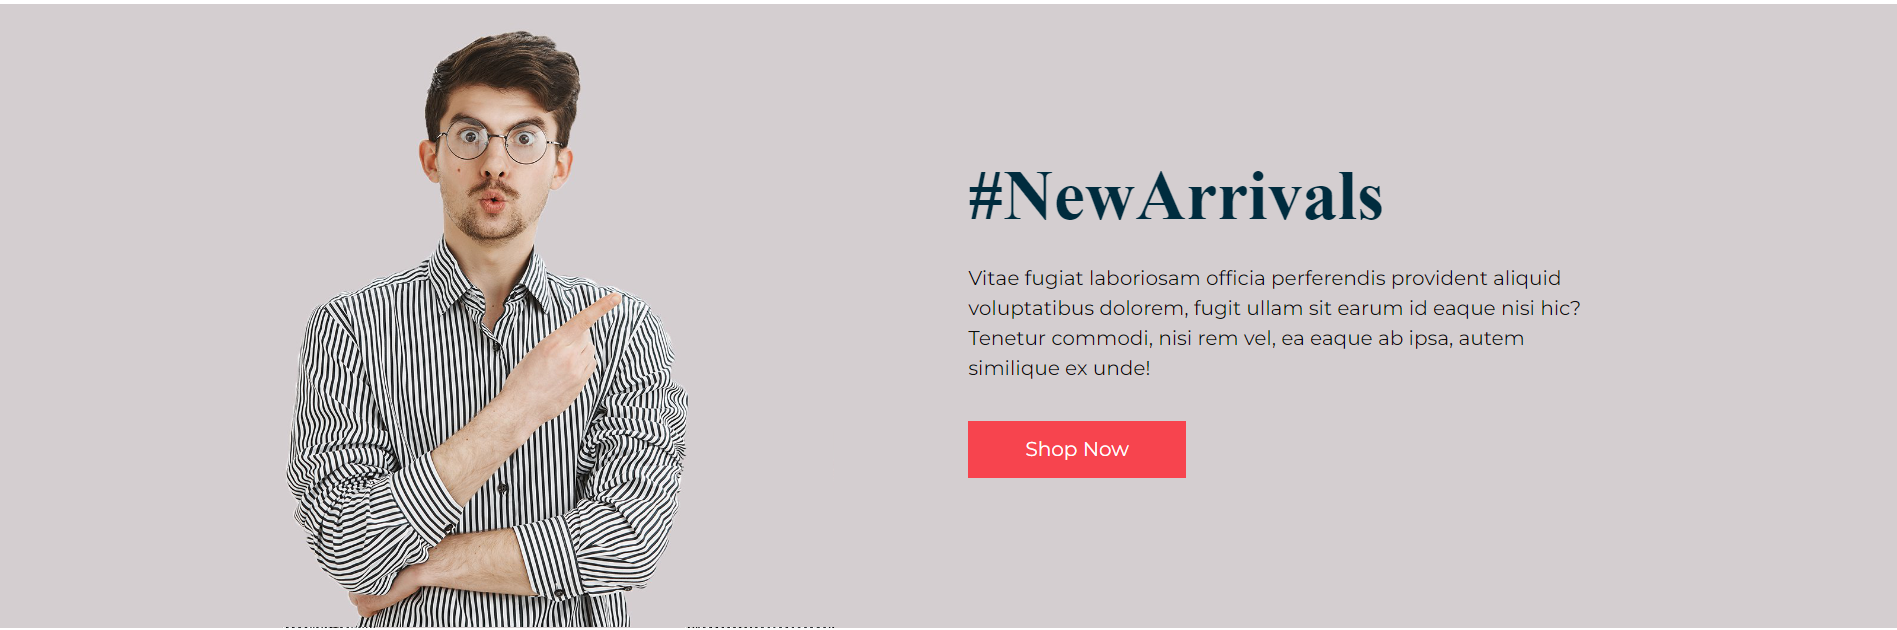 #NewArrivals
Vitae fugiat laboriosam officia perferendis provident aliquid
voluptatibus dolorem, fugit ullam sit earum id eaque nisi hic?
Tenetur commodi, nisi rem vel, ea eaque ab ipsa, autem
similique ex unde!
Shop Now